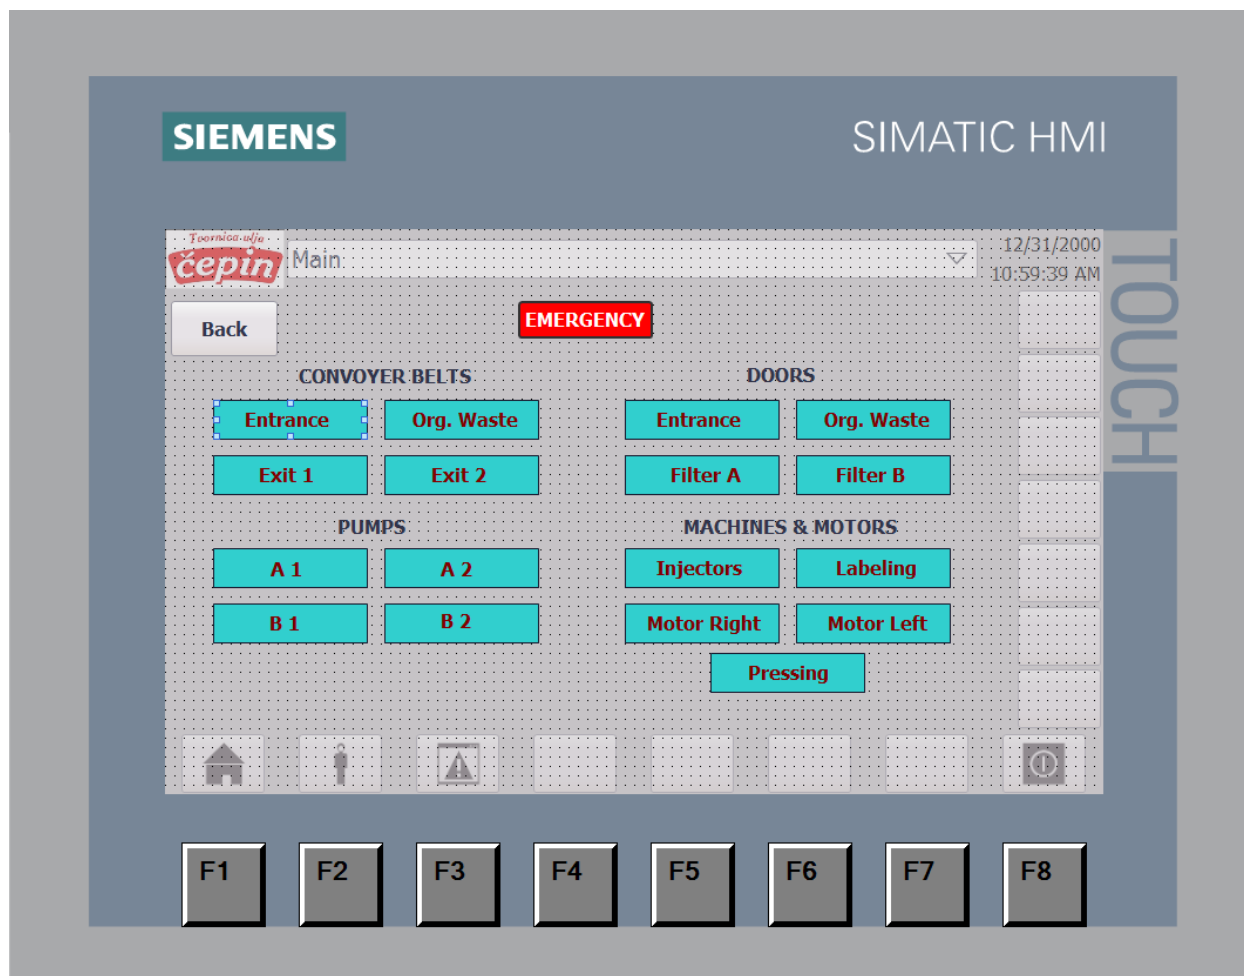 SIEMENS
SIMATIC HMI
TOUCH
Tvornica ulja
čepin
Main
12/31/2000
10:59:39 AM
Back
EMERGENCY
CONVOYER BELTS
DOORS
Entrance Org. Waste
Entrance Org. Waste
Exit 1 Exit 2
Filter A Filter B
PUMPS
MACHINES & MOTORS
A 1 A 2
Injectors Labeling
B 1 B 2
Motor Right Motor Left
Pressing
F1 F2 F3 F4 F5 F6 F7 F8